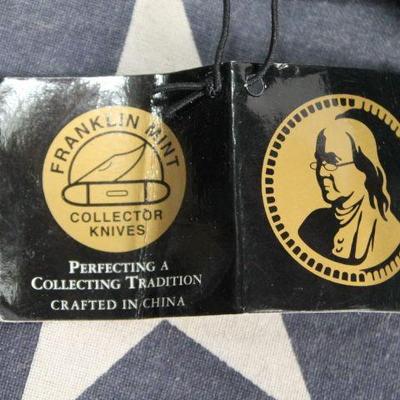 FRANKLIN MINT
COLLECTOR
KNIVES
PERFECTING A
COLLECTING TRADITION
CRAFTED IN CHINA